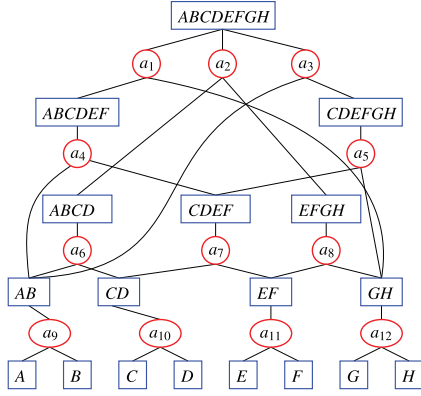 ABCDEFGH
a1 a2 a3
ABCDEF CDEFGH
a4 a5
ABCD CDEF EFGH
a6 a7 a8
AB CD EF GH
a9 a10 a11 a12
A B C D E F G H